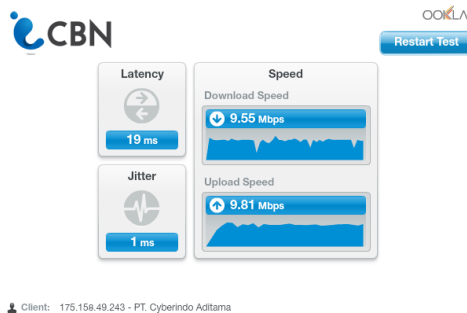 CBN
OOKLA
Restart Test
Latency
19 ms
Jitter
1 ms
Speed
Download Speed
9.55 Mbps
Upload Speed
9.81 Mbps
Client: 175.158.49.243 - PT. Cyberindo Aditama